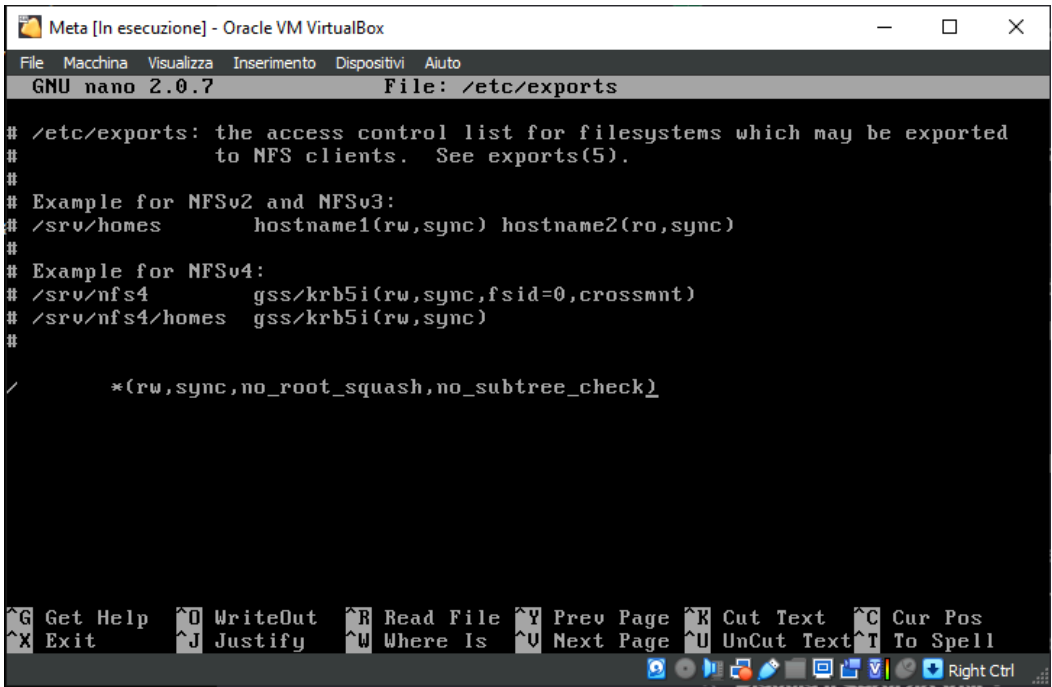 Meta [In esecuzione] - Oracle VM VirtualBox
File Macchina Visualizza Inserimento Dispositivi Aiuto
GNU nano 2.0.7 File: /etc/exports
# /etc/exports: the access control list for filesystems which may be exported
# to NFS clients. See exports(5).
#
# Example for NFSv2 and NFSv3:
# /srv/homes hostname1(rw,sync) hostname2(ro,sync)
#
# Example for NFSv4:
# /srv/nfs4 gss/krb5i(rw,sync,fsid=0,crossmnt)
# /srv/nfs4/homes gss/krb5i(rw,sync)
#
/ *(rw,sync,no_root_squash,no_subtree_check)
^G Get Help ^O WriteOut ^R Read File ^Y Prev Page ^K Cut Text ^C Cur Pos
^X Exit ^J Justify ^W Where Is ^V Next Page ^U UnCut Text ^T To Spell
Right Ctrl